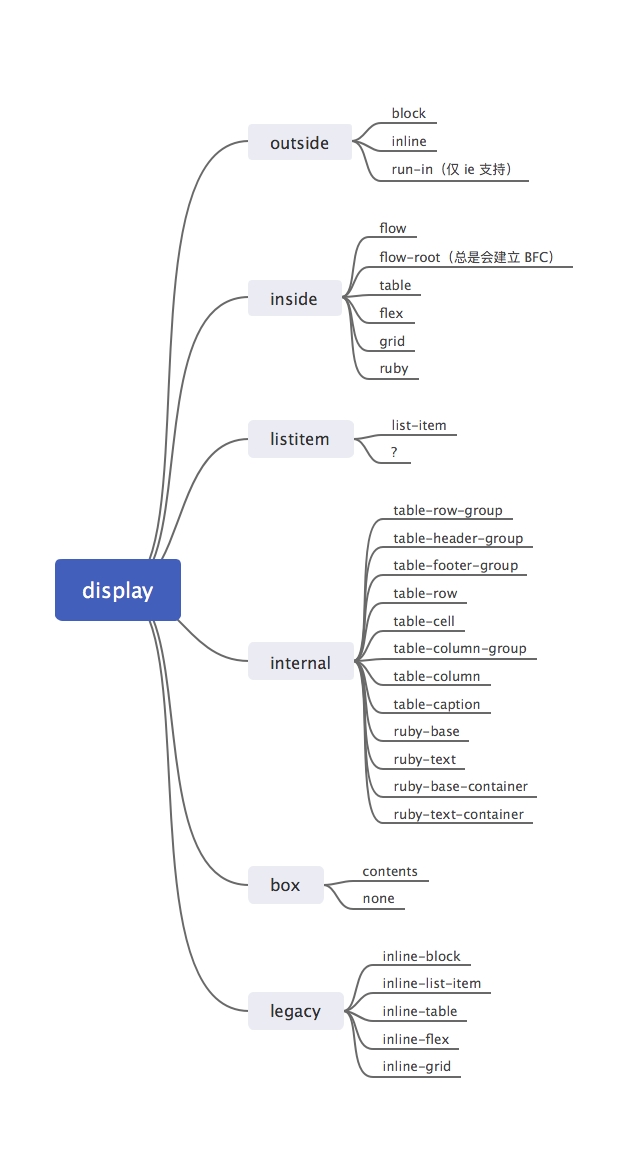 display
outside
block
inline
run-in（仅 ie 支持）
inside
flow
flow-root（总是会建立 BFC）
table
flex
grid
ruby
listitem
list-item
?
internal
table-row-group
table-header-group
table-footer-group
table-row
table-cell
table-column-group
table-column
table-caption
ruby-base
ruby-text
ruby-base-container
ruby-text-container
box
contents
none
legacy
inline-block
inline-list-item
inline-table
inline-flex
inline-grid